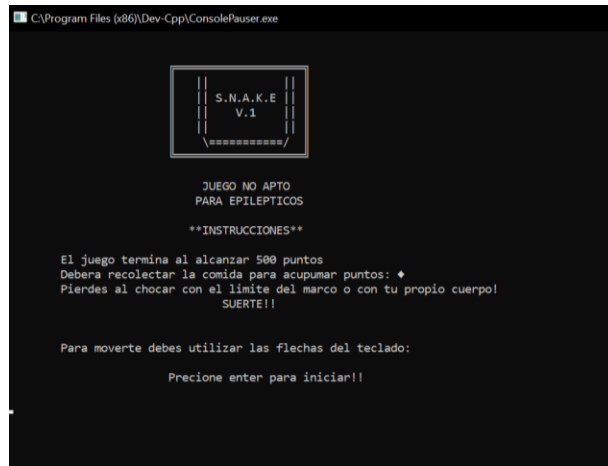 C:\Program Files (x86)\Dev-Cpp\ConsolePauser.exe
|| ||
|| S.N.A.K.E ||
|| V.1 ||
|| ||
\===========/
JUEGO NO APTO
PARA EPILEPTICOS
**INSTRUCCIONES**
El juego termina al alcanzar 500 puntos
Debera recolectar la comida para acupumar puntos: ♦
Pierdes al chocar con el limite del marco o con tu propio cuerpo!
SUERTE!!
Para moverte debes utilizar las flechas del teclado:
Precione enter para iniciar!!